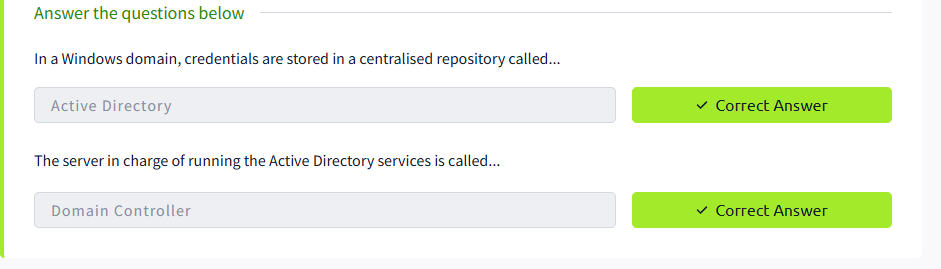 Answer the questions below
In a Windows domain, credentials are stored in a centralised repository called...
Active Directory
✓ Correct Answer
The server in charge of running the Active Directory services is called...
Domain Controller
✓ Correct Answer